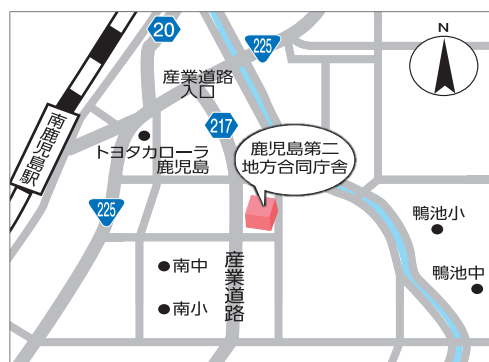 20
225
N
産業道路
入口
217
南鹿児島駅
トヨタカローラ
鹿児島
鹿児島第二
地方合同庁舎
225
鴨池小
南中
産業道路
鴨池中
南小